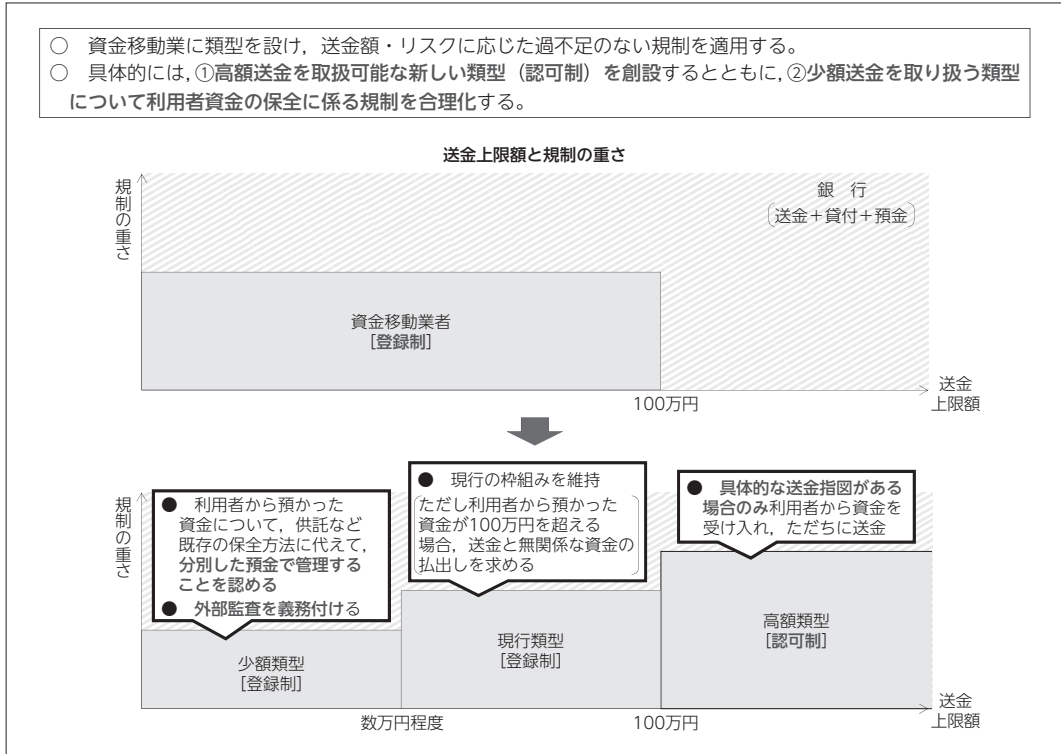 ○ 資金移動業に類型を設け，送金額・リスクに応じた過不足のない規制を適用する。
○ 具体的には，①高額送金を取扱可能な新しい類型（認可制）を創設するとともに，②少額送金を取り扱う類型
について利用者資金の保全に係る規制を合理化する。
送金上限額と規制の重さ
規制の重さ
銀　行
送金＋貸付＋預金
資金移動業者
[登録制]
100万円
送金
上限額
規制の重さ
● 利用者から預かった
資金について，供託など
既存の保全方法に代えて，
分別した預金で管理する
ことを認める
● 外部監査を義務付ける
● 現行の枠組みを維持
ただし利用者から預かった
資金が100万円を超える
場合，送金と無関係な資金の
払出しを求める
● 具体的な送金指図がある
場合のみ利用者から資金を
受け入れ，ただちに送金
少額類型
[登録制]
現行類型
[登録制]
高額類型
[認可制]
数万円程度
100万円
送金
上限額